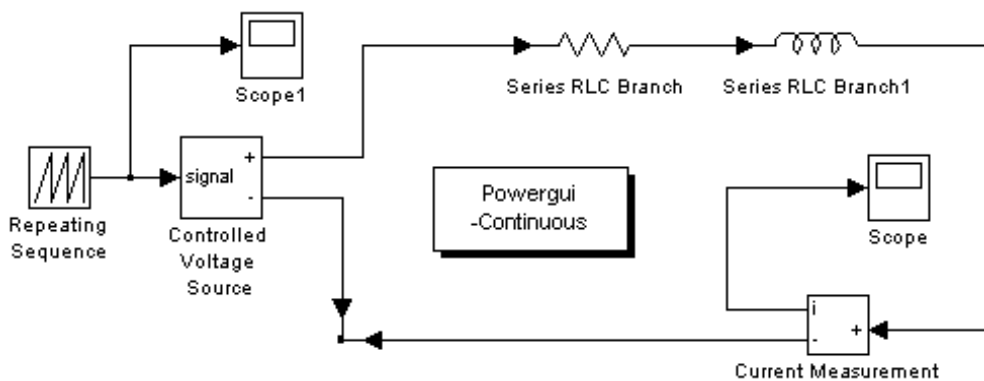 Scope1
Series RLC Branch
Series RLC Branch1
signal
+
-
Repeating
Sequence
Controlled
Voltage
Source
Powergui
-Continuous
Scope
i
+
-
Current Measurement